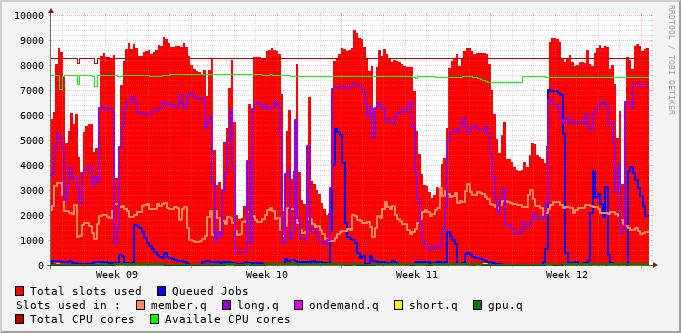 10000
9000
8000
7000
6000
5000
4000
3000
2000
1000
0
Week 09 Week 10 Week 11 Week 12
Total slots used Queued Jobs
Slots used in : member.q long.q ondemand.q short.q gpu.q
Total CPU cores Availale CPU cores
RRDTOOL / TOBI OETIKER